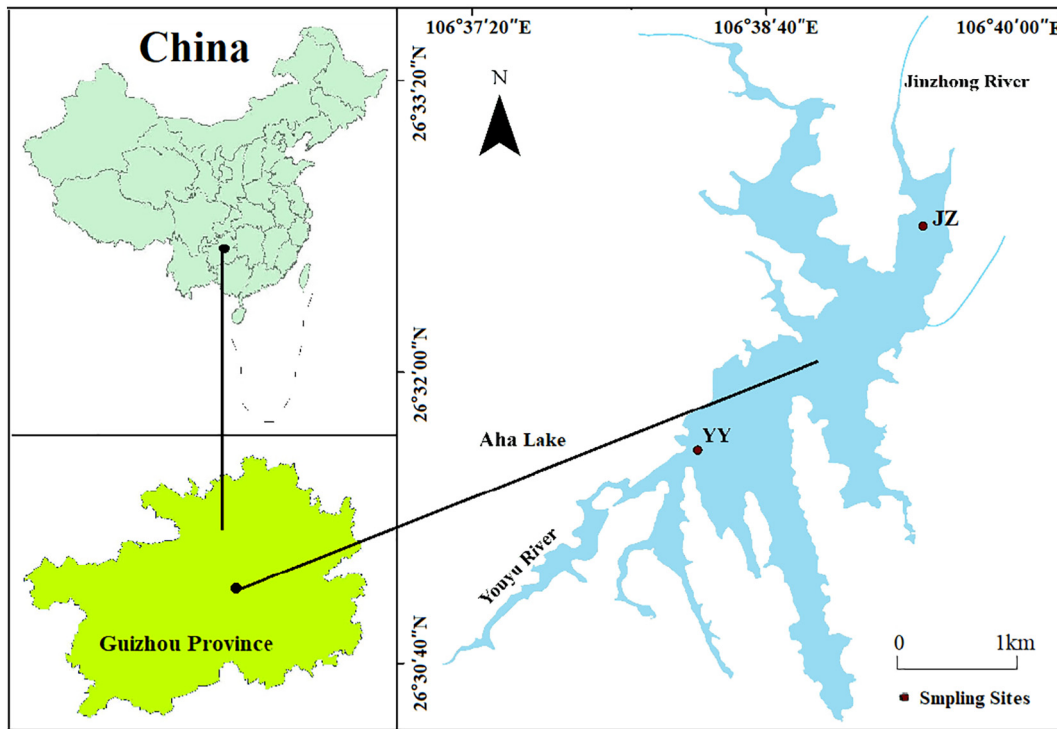 China
106°37'20"E
106°38'40"E
106°40'00"E
26°33'20"N
26°32'00"N
26°30'40"N
N
Jinzhong River
JZ
YY
Aha Lake
Youyu River
Guizhou Province
0 1km
Smpling Sites